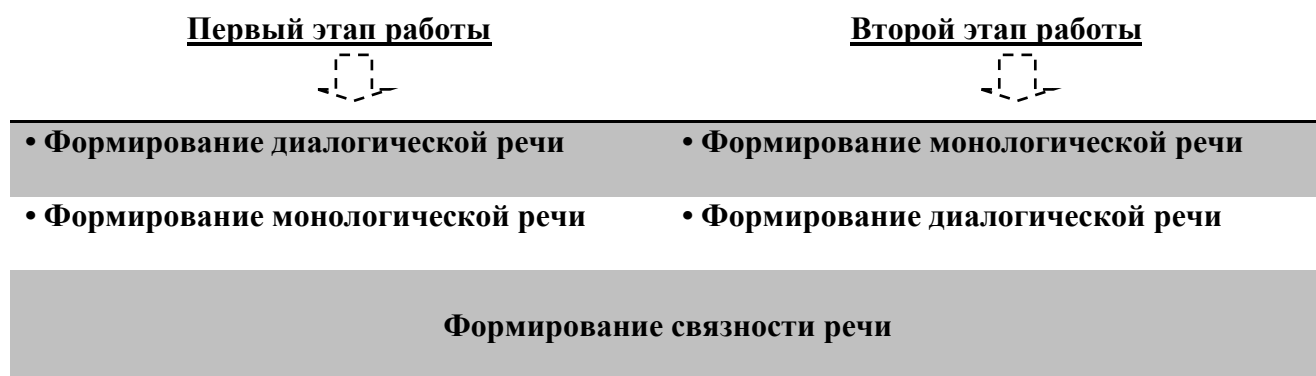 Первый этап работы
Второй этап работы
• Формирование диалогической речи
• Формирование монологической речи
• Формирование монологической речи
• Формирование диалогической речи
Формирование связности речи